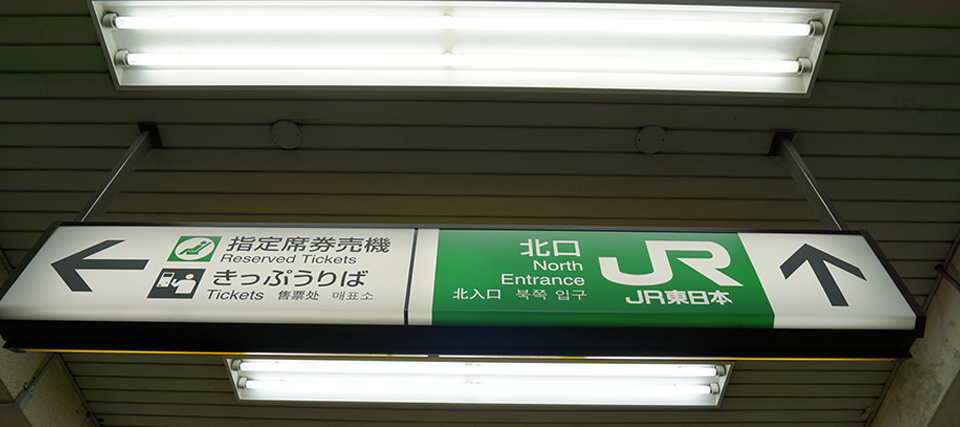 指定席券売機
Reserved Tickets
きっぷうりば
Tickets 售票处 매표소
北口
North
Entrance
北入口 북쪽 입구
JR
JR東日本